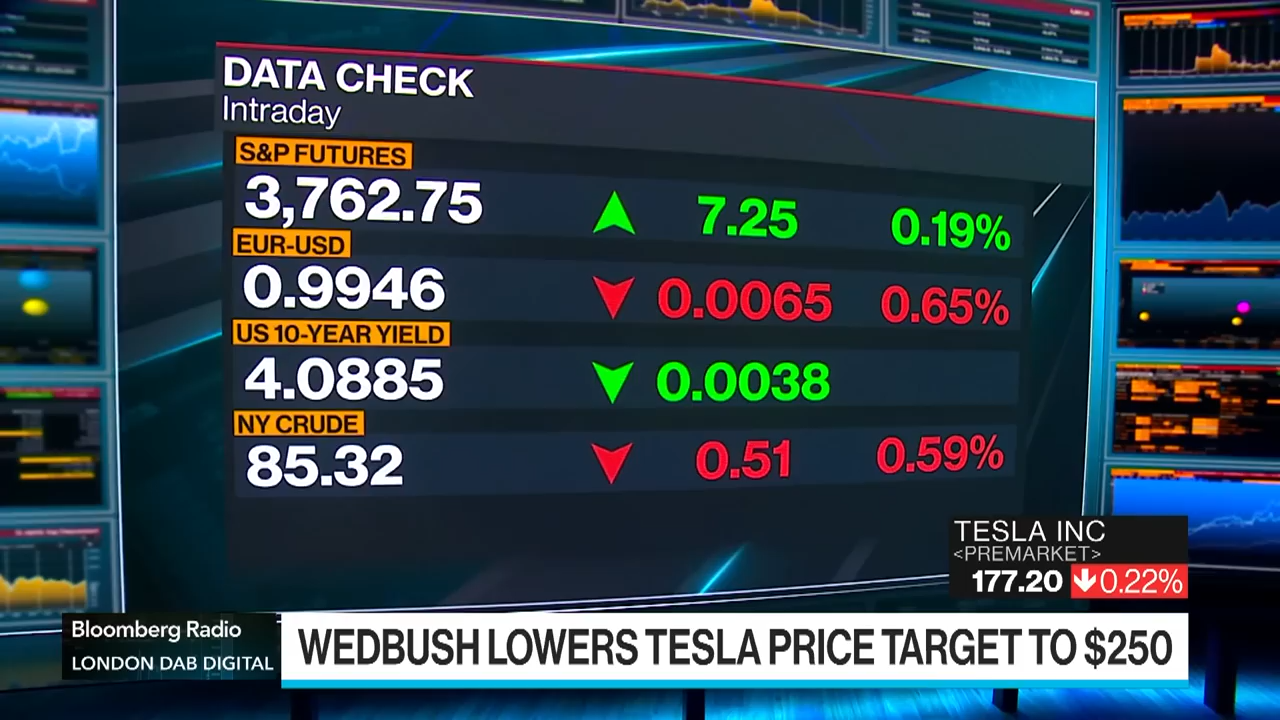 DATA CHECK
Intraday
S&P FUTURES
3,762.75 ▲ 7.25 0.19%
EUR-USD
0.9946 ▼ 0.0065 0.65%
US 10-YEAR YIELD
4.0885 ▼ 0.0038
NY CRUDE
85.32 ▼ 0.51 0.59%
TESLA INC
<PREMARKET>
177.20 ↓0.22%
Bloomberg Radio
LONDON DAB DIGITAL
WEDBUSH LOWERS TESLA PRICE TARGET TO $250